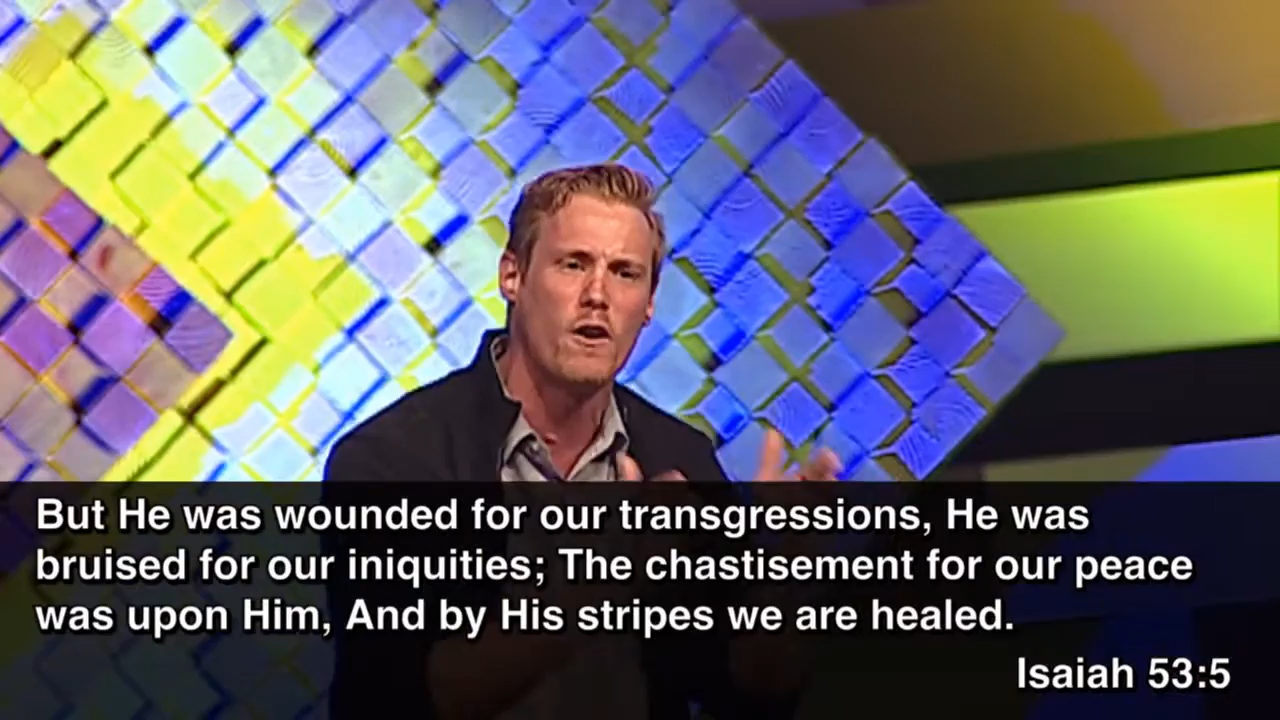 But He was wounded for our transgressions, He was
bruised for our iniquities; The chastisement for our peace
was upon Him, And by His stripes we are healed.
Isaiah 53:5